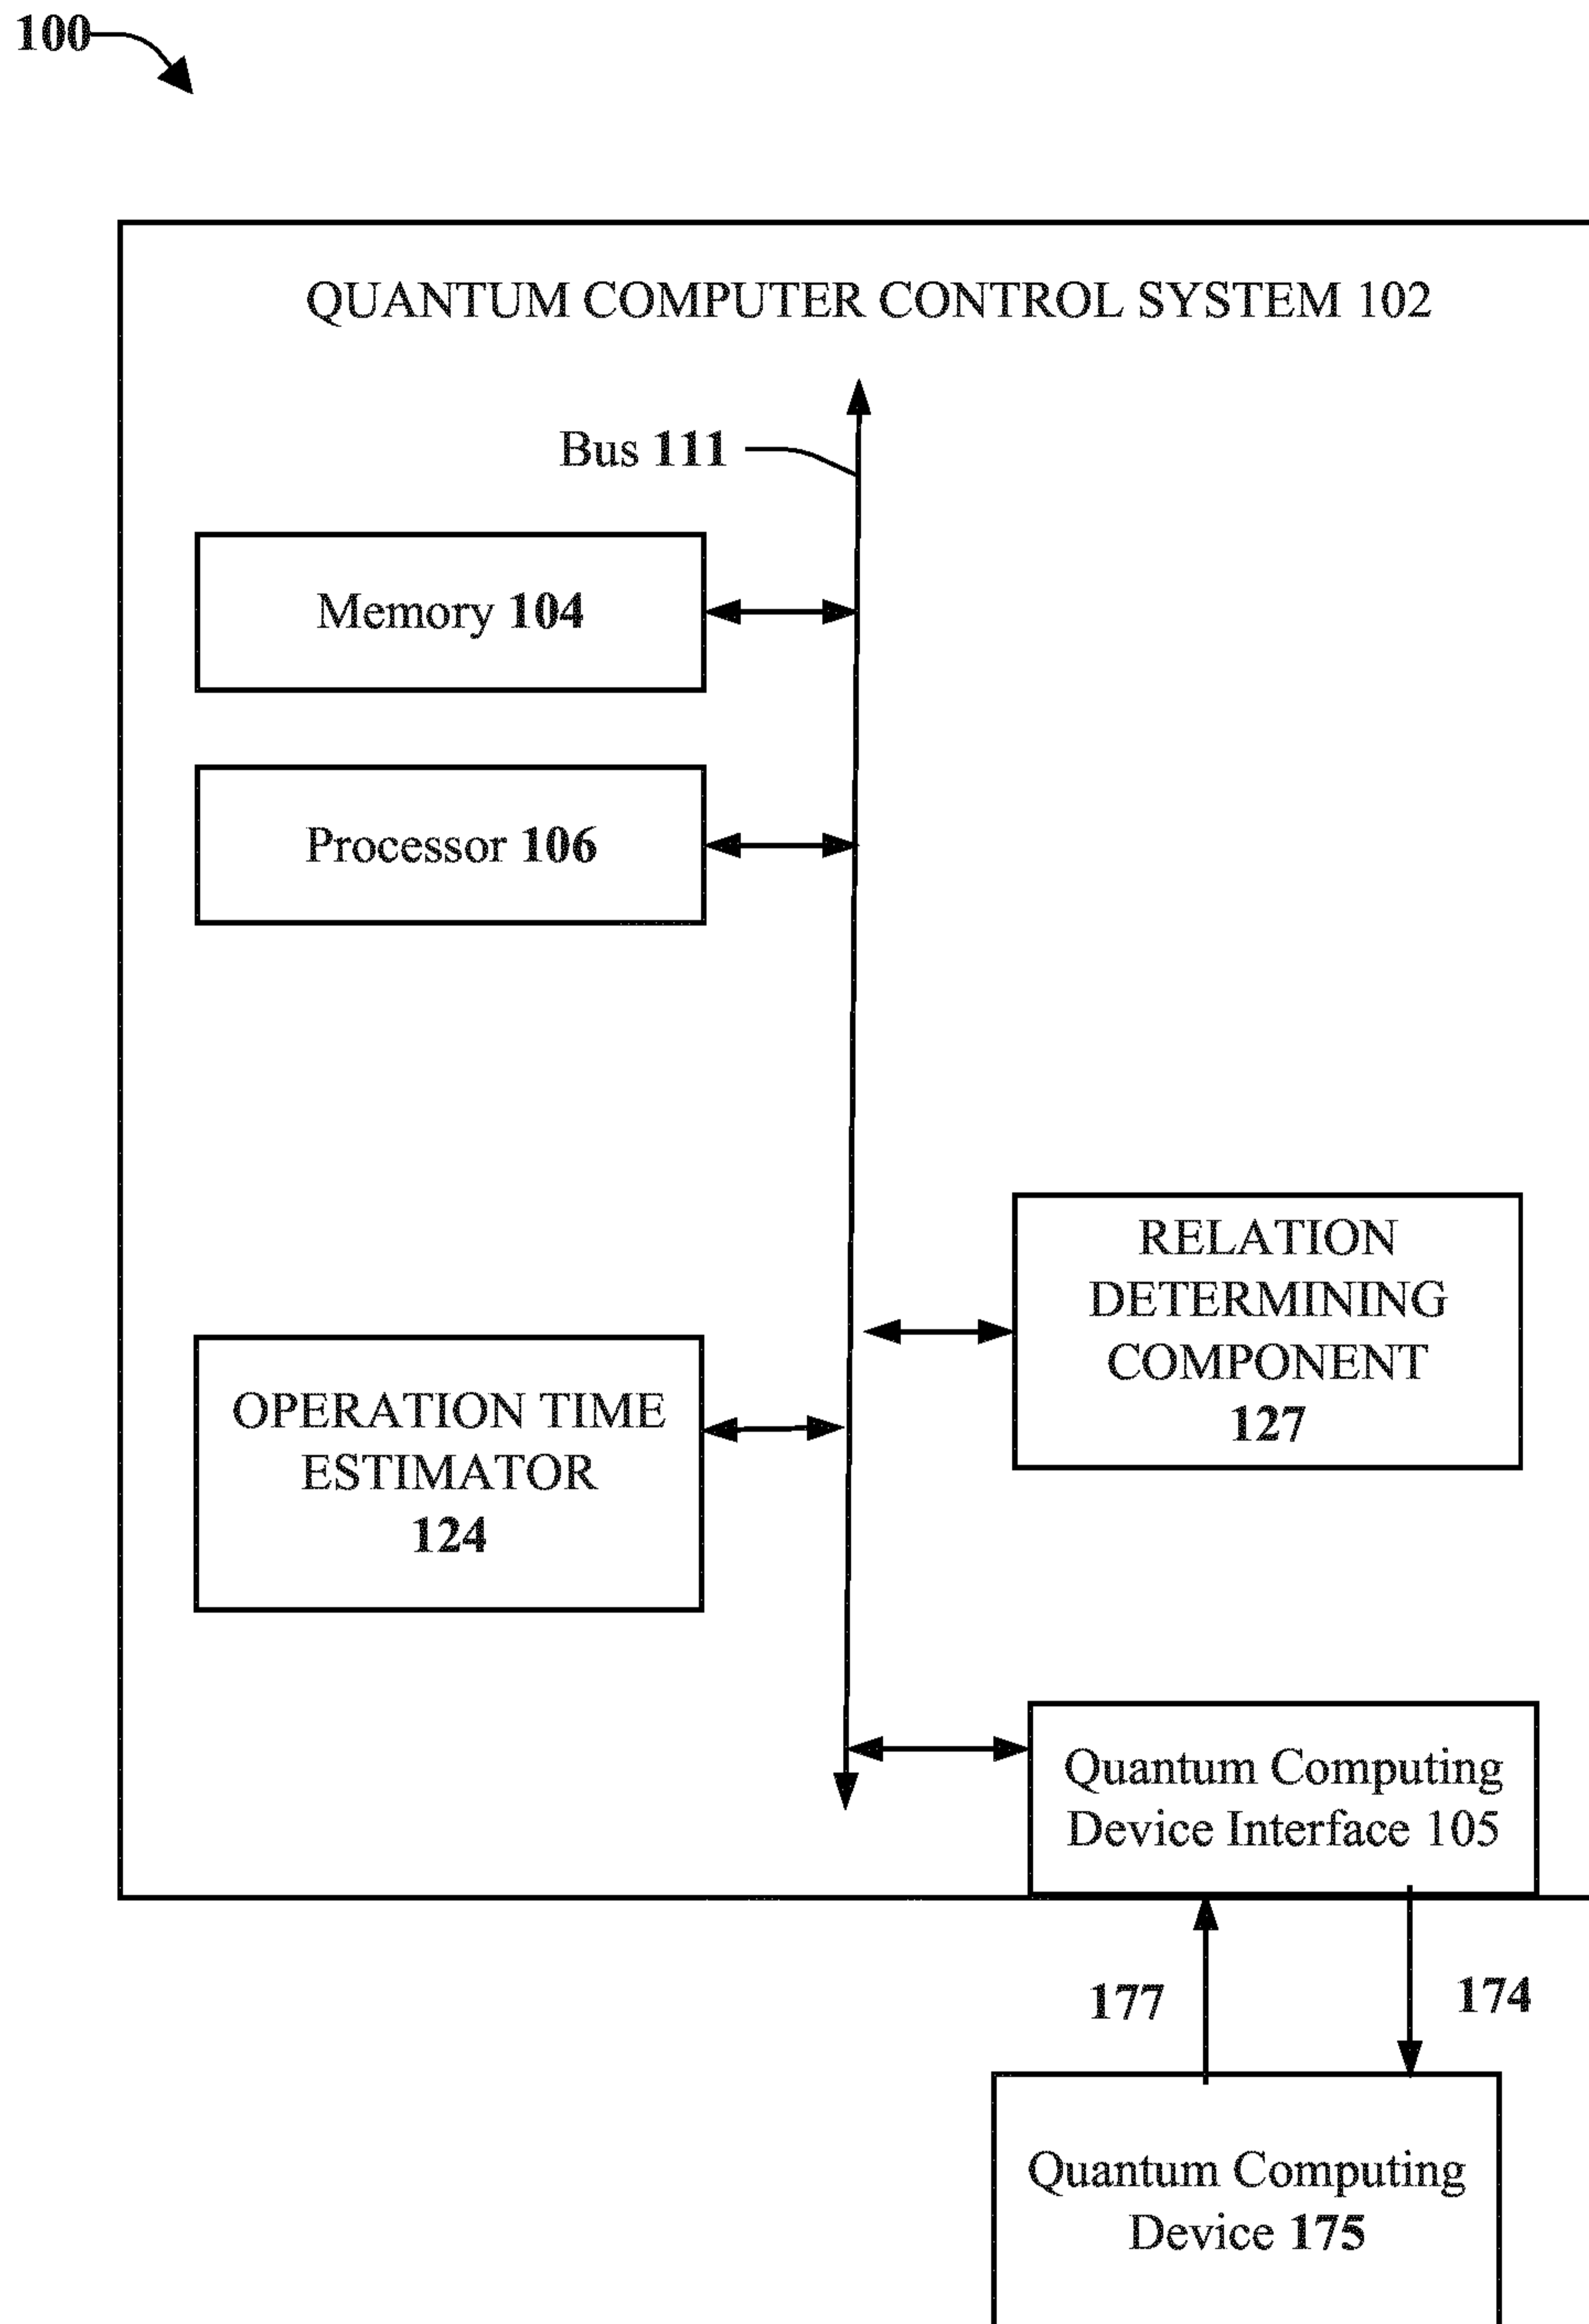 100
QUANTUM COMPUTER CONTROL SYSTEM 102
Bus 111
Memory 104
Processor 106
RELATION
DETERMINING
COMPONENT
127
OPERATION TIME
ESTIMATOR
124
Quantum Computing
Device Interface 105
177
174
Quantum Computing
Device 175